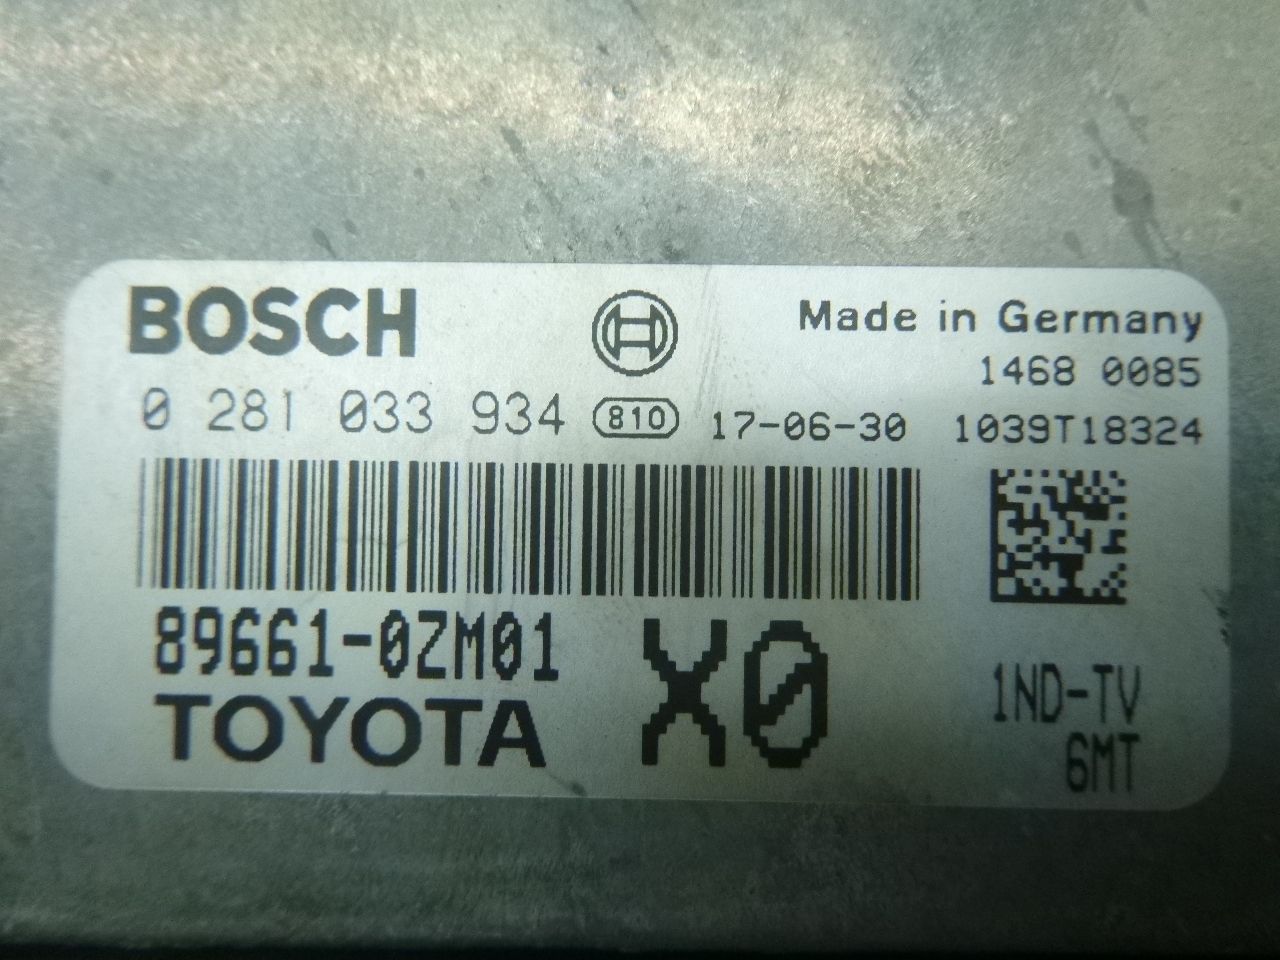 BOSCH
Made in Germany
1468 0085
0 281 033 934 810 17-06-30 1039T18324
89661-0ZM01
X0
TOYOTA
1ND-TV
6MT